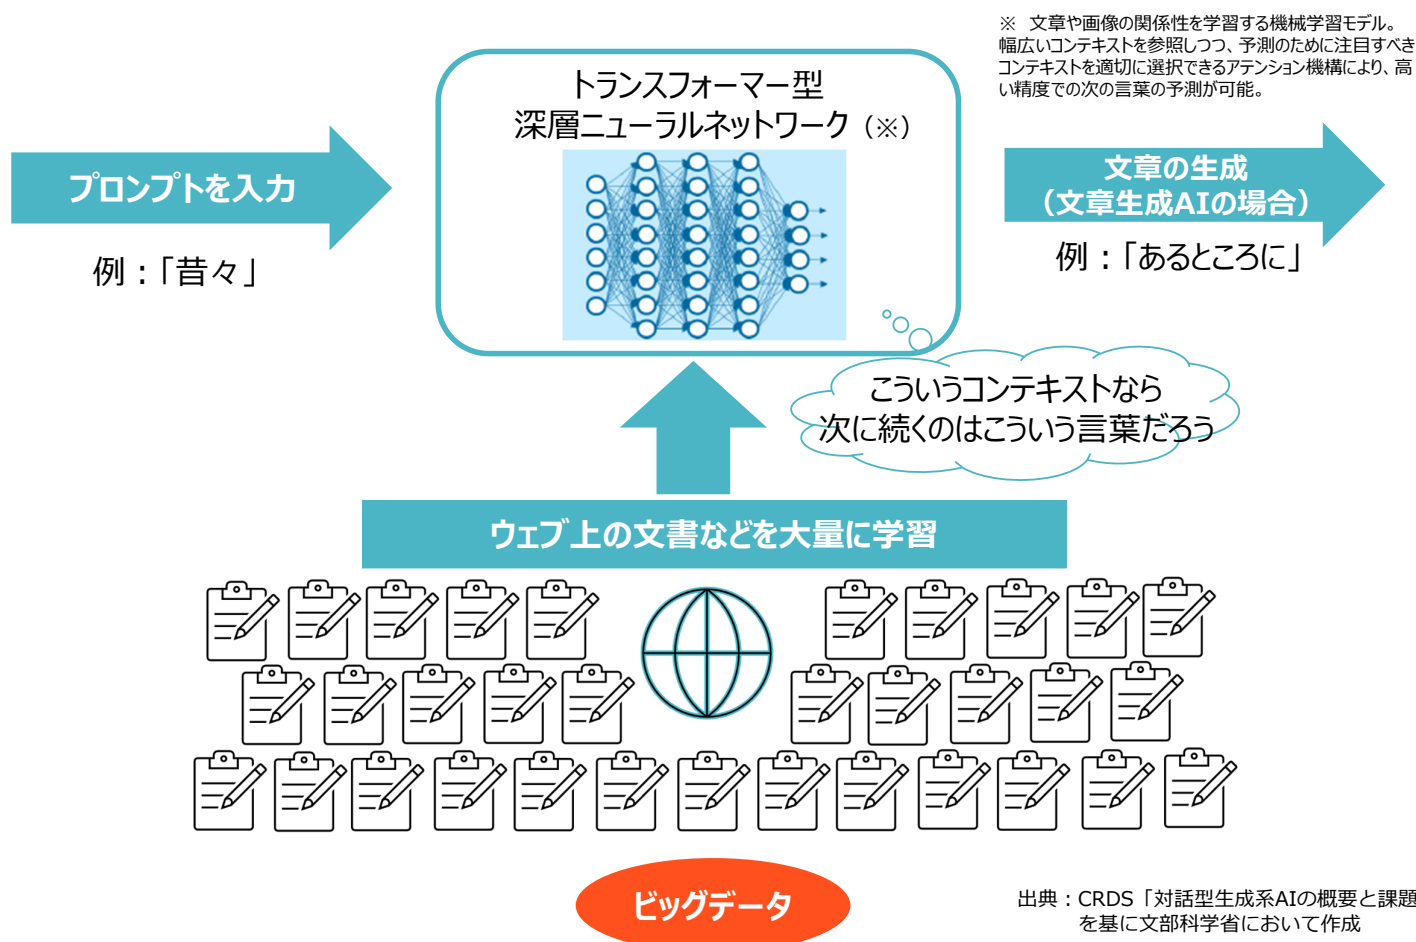 ※　文章や画像の関係性を学習する機械学習モデル。
幅広いコンテキストを参照しつつ、予測のために注目すべき
コンテキストを適切に選択できるアテンション機構により、高
い精度での次の言葉の予測が可能。
トランスフォーマー型
深層ニューラルネットワーク（※）
プロンプトを入力
例：「昔々」
文章の生成
（文章生成AIの場合）
例：「あるところに」
こういうコンテキストなら
次に続くのはこういう言葉だろう
ウェブ上の文書などを大量に学習
ビッグデータ
出典：CRDS「対話型生成系AIの概要と課題
を基に文部科学省において作成